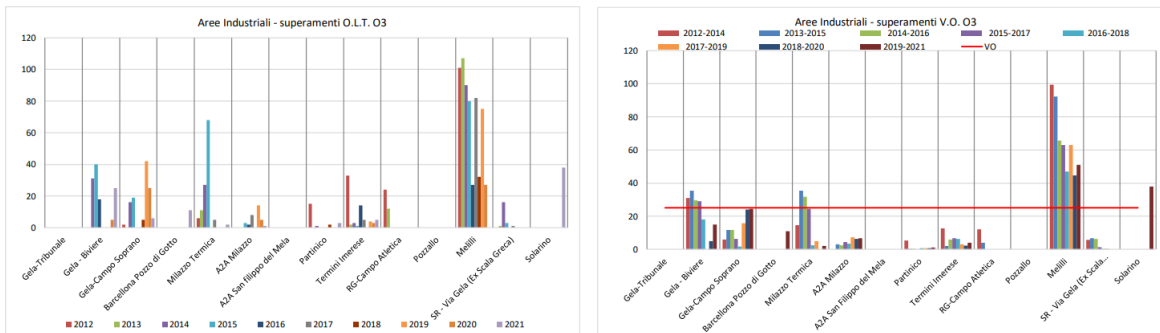 Aree Industriali - superamenti O.L.T. O3
120
100
80
60
40
20
0
Gela-Tribunale
Gela - Biviere
Gela-Campo Soprano
Barcellona Pozzo di Gotto
Milazzo Termica
A2A Milazzo
A2A San filippo del Mela
Partinico
Termini Imerese
RG-Campo Atletica
Pozzallo
Melilli
SR - Via Gela (Ex Scala Greca)
Solarino
2012 2013 2014 2015 2016 2017 2018 2019 2020 2021
Aree Industriali - superamenti V.O. O3
2012-2014 2013-2015 2014-2016 2015-2017 2016-2018
2017-2019 2018-2020 2019-2021 VO
120
100
80
60
40
20
0
Gela-Tribunale
Gela - Biviere
Gela-Campo Soprano
Barcellona Pozzo di Gotto
Milazzo Termica
A2A Milazzo
A2A San Filippo del Mela
Partinico
Termini Imerese
RG-Campo Atletica
Pozzallo
Melilli
SR - Via Gela (Ex Scala...
Solarino